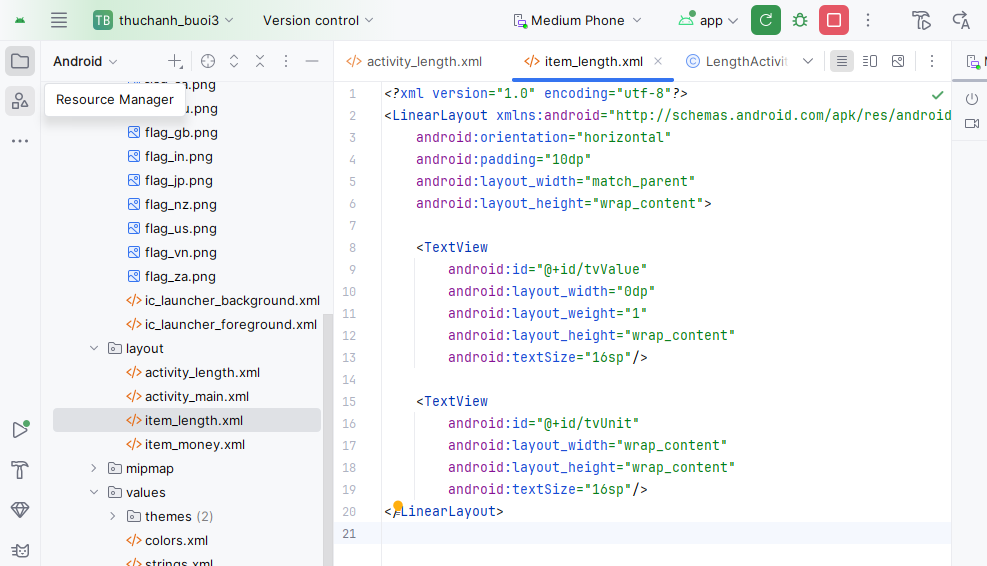 TB thuchanh_buoi3 Version control Medium Phone app
Android
activity_length.xml item_length.xml LengthActivit
Resource Manager
flag_gb.png
flag_in.png
flag_jp.png
flag_nz.png
flag_us.png
flag_vn.png
flag_za.png
ic_launcher_background.xml
ic_launcher_foreground.xml
layout
activity_length.xml
activity_main.xml
item_length.xml
item_money.xml
mipmap
values
themes (2)
colors.xml
strings.xml
1 <?xml version="1.0" encoding="utf-8"?>
2 <LinearLayout xmlns:android="http://schemas.android.com/apk/res/android
3 android:orientation="horizontal"
4 android:padding="10dp"
5 android:layout_width="match_parent"
6 android:layout_height="wrap_content">
7
8 <TextView
9 android:id="@+id/tvValue"
10 android:layout_width="0dp"
11 android:layout_weight="1"
12 android:layout_height="wrap_content"
13 android:textSize="16sp"/>
14
15 <TextView
16 android:id="@+id/tvUnit"
17 android:layout_width="wrap_content"
18 android:layout_height="wrap_content"
19 android:textSize="16sp"/>
20 </LinearLayout>
21